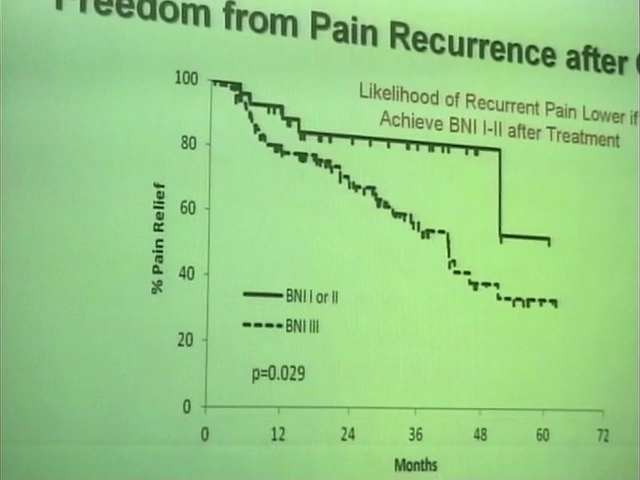 Freedom from Pain Recurrence after
Likelihood of Recurrent Pain Lower if
Achieve BNI I-II after Treatment
100
80
60
40
20
0
% Pain Relief
BNI I or II
BNI III
p=0.029
0 12 24 36 48 60 72
Months